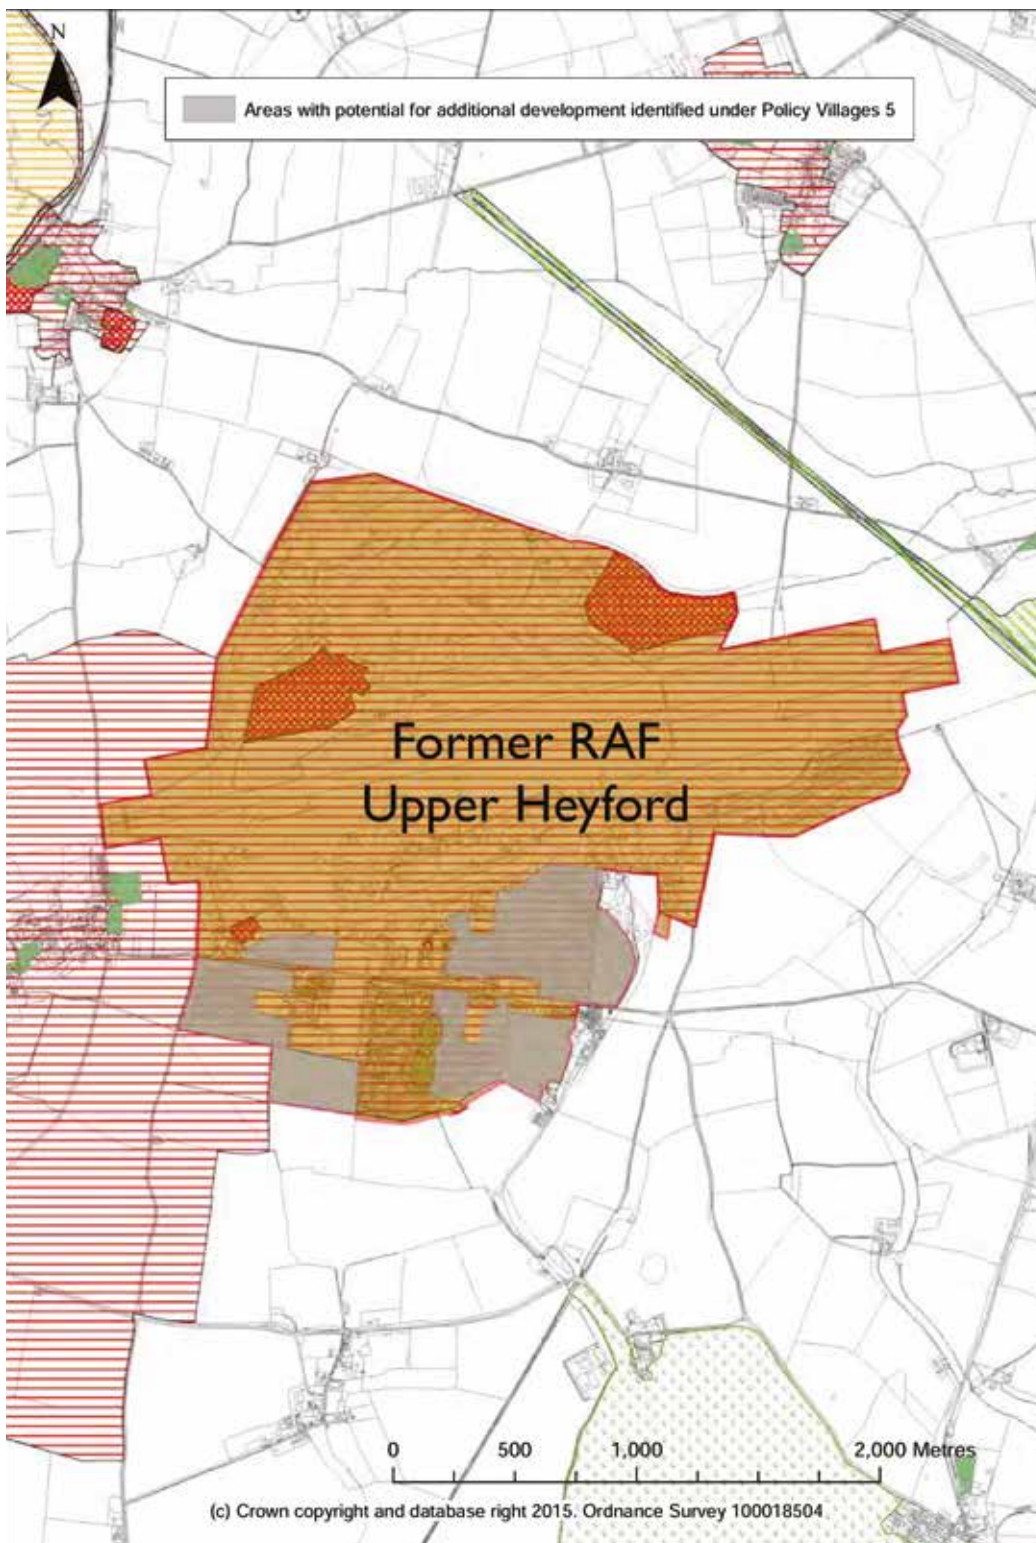 N
Areas with potential for additional development identified under Policy Villages 5
Former RAF
Upper Heyford
0 500 1,000 2,000 Metres
(c) Crown copyright and database right 2015. Ordnance Survey 100018504